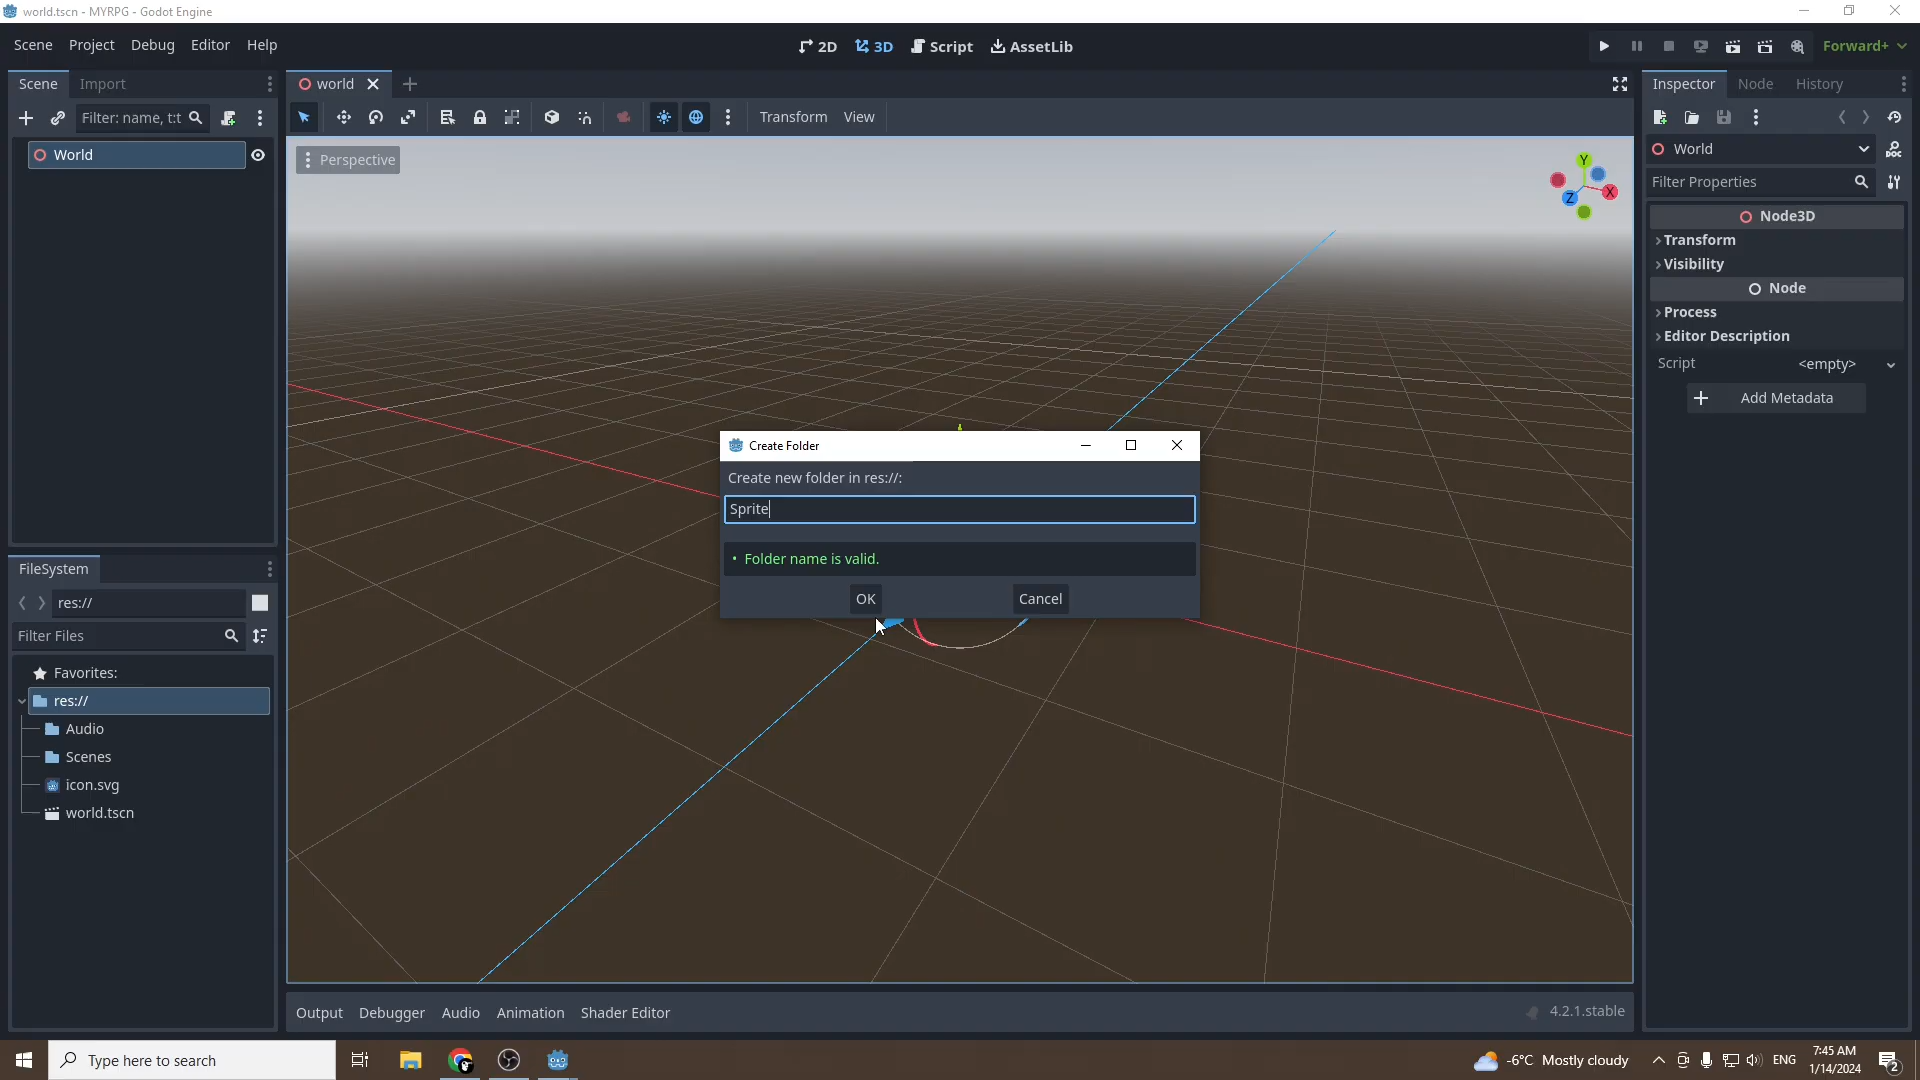 world.tscn - MYRPG - Godot Engine
Scene Project Debug Editor Help
2D 3D Script AssetLib
Forward+
Scene Import
world
Inspector Node History
Filter: name, t:t
Transform View
World
World
Perspective
Y
X
Z
DOC
Filter Properties
Node3D
Transform
Visibility
Node
Process
Editor Description
Script <empty>
Add Metadata
Create Folder
Create new folder in res://:
Sprite
• Folder name is valid.
OK Cancel
FileSystem
res://
Filter Files
Favorites:
res://
Audio
Scenes
icon.svg
world.tscn
Output Debugger Audio Animation Shader Editor
4.2.1.stable
Type here to search
-6°C Mostly cloudy
ENG
7:45 AM
1/14/2024
2